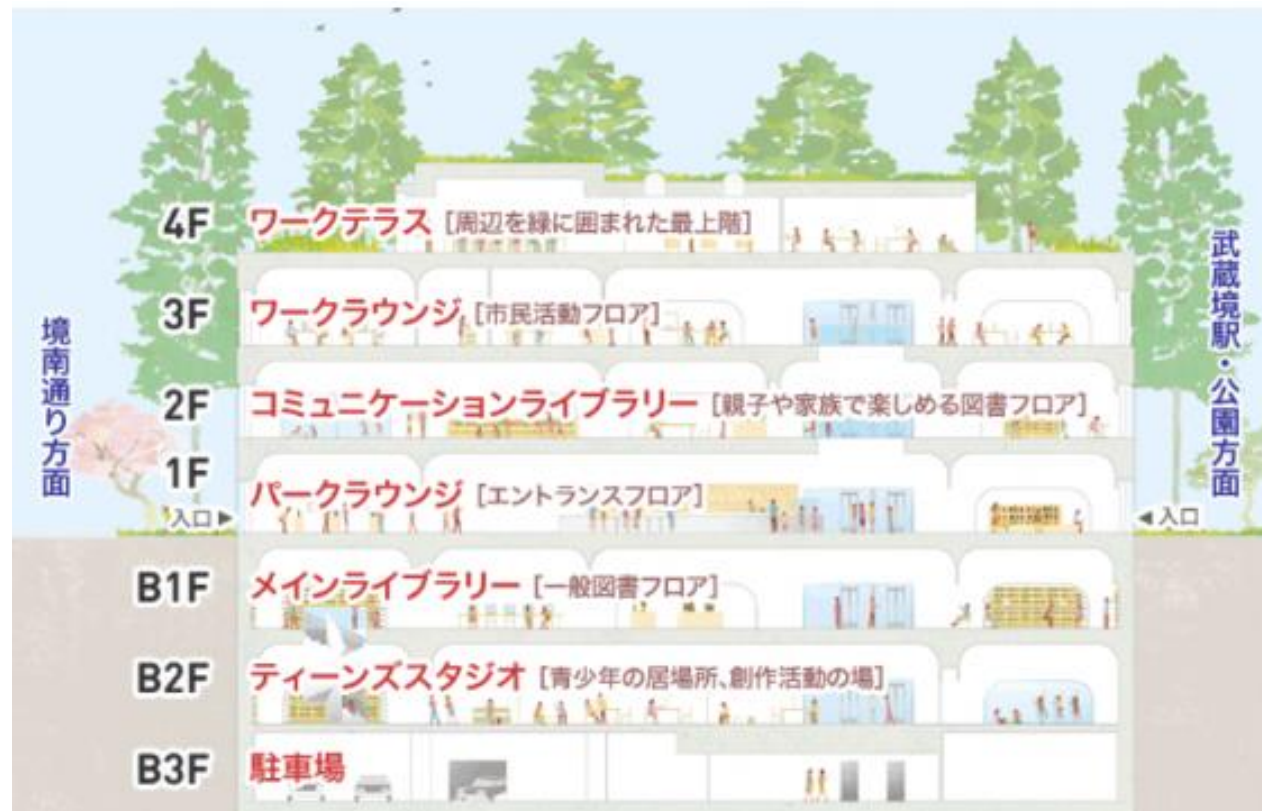 4F ワークテラス [周辺を緑に囲まれた最上階]
3F ワークラウンジ [市民活動フロア]
2F コミュニケーションライブラリー [親子や家族で楽しめる図書フロア]
1F パークラウンジ [エントランスフロア]
入口▶
◀入口
B1F メインライブラリー [一般図書フロア]
B2F ティーンズスタジオ [青少年の居場所、創作活動の場]
B3F 駐車場
境南通り方面
武蔵境駅・公園方面